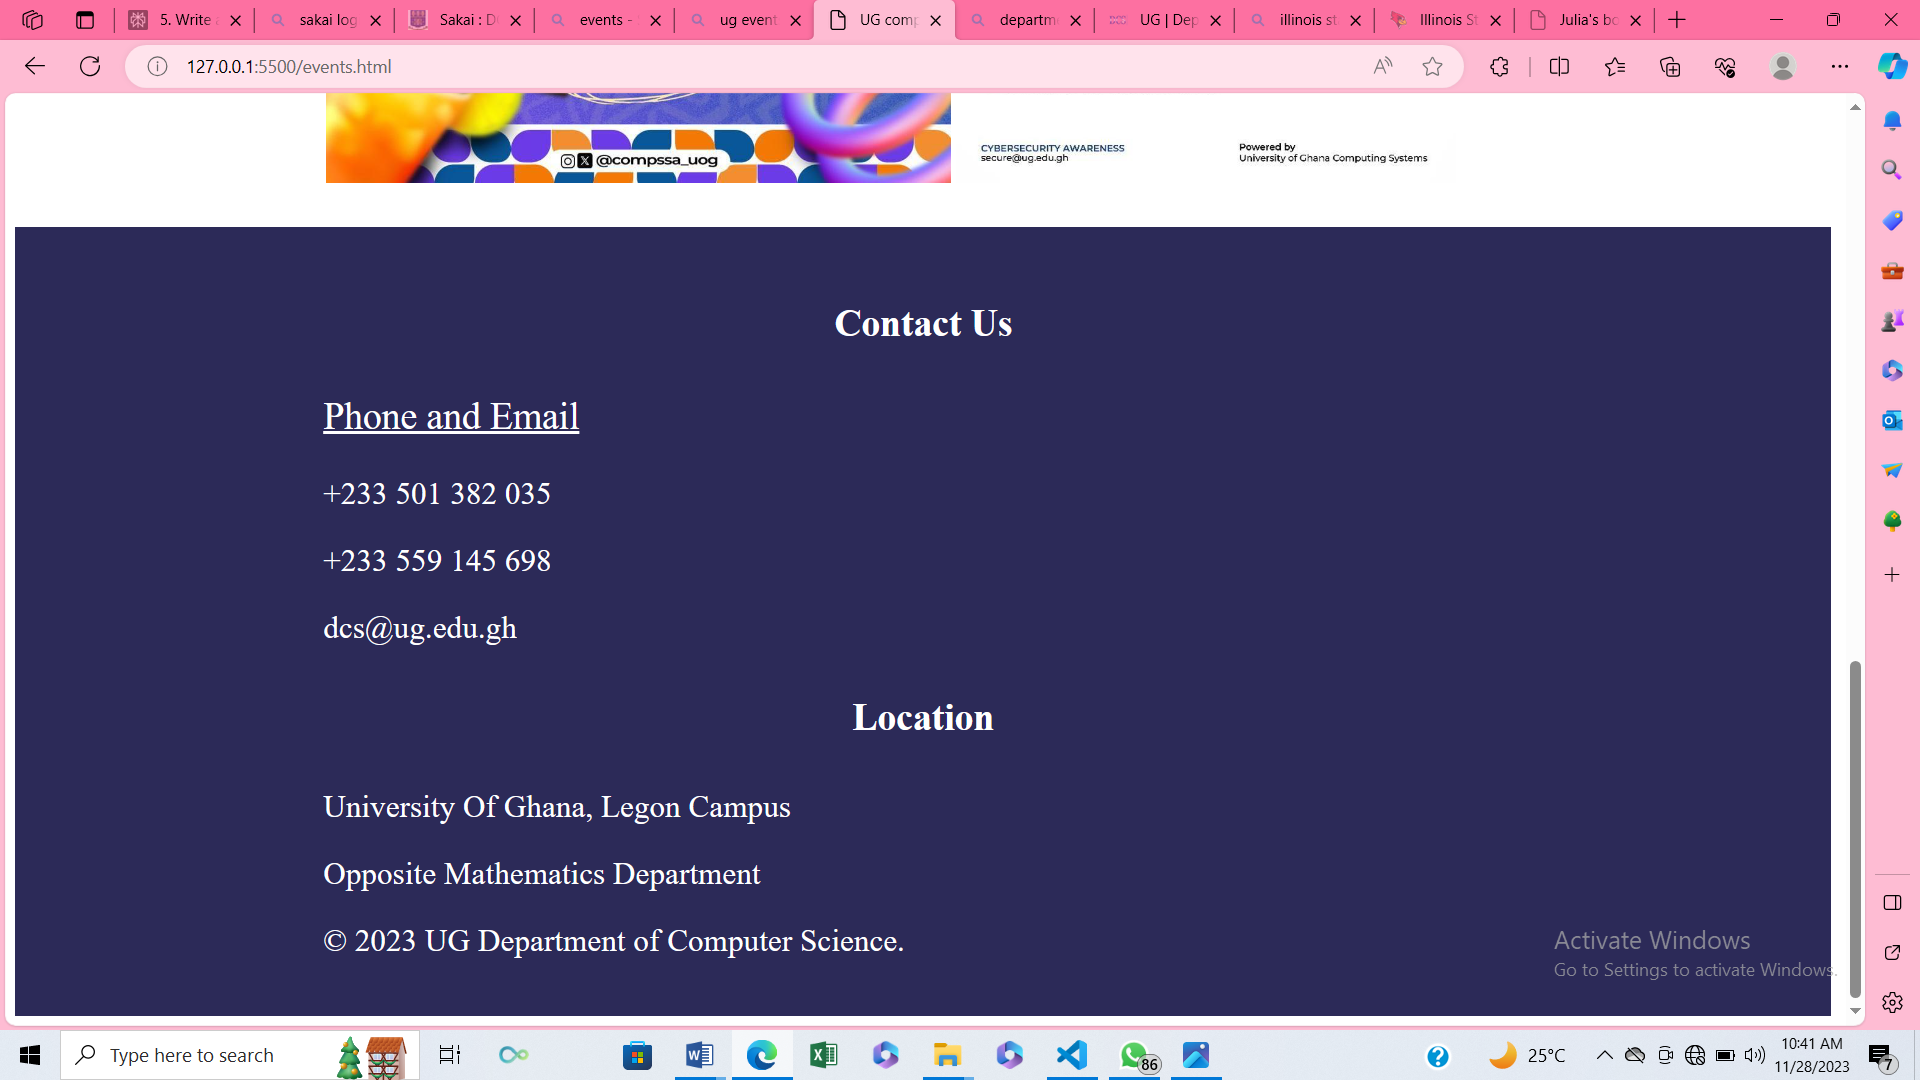 5. Write a
sakai log
Sakai : D
events -
ug event
UG comp
departm
UG | Dep
illinois st
Illinois St
Julia's bo
127.0.0.1:5500/events.html
@compssa_uog
CYBERSECURITY AWARENESS
secure@ug.edu.gh
Powered by
University of Ghana Computing Systems
Contact Us
Phone and Email
+233 501 382 035
+233 559 145 698
dcs@ug.edu.gh
Location
University Of Ghana, Legon Campus
Opposite Mathematics Department
© 2023 UG Department of Computer Science.
Activate Windows
Go to Settings to activate Windows.
Type here to search
86
25°C
10:41 AM
11/28/2023
7